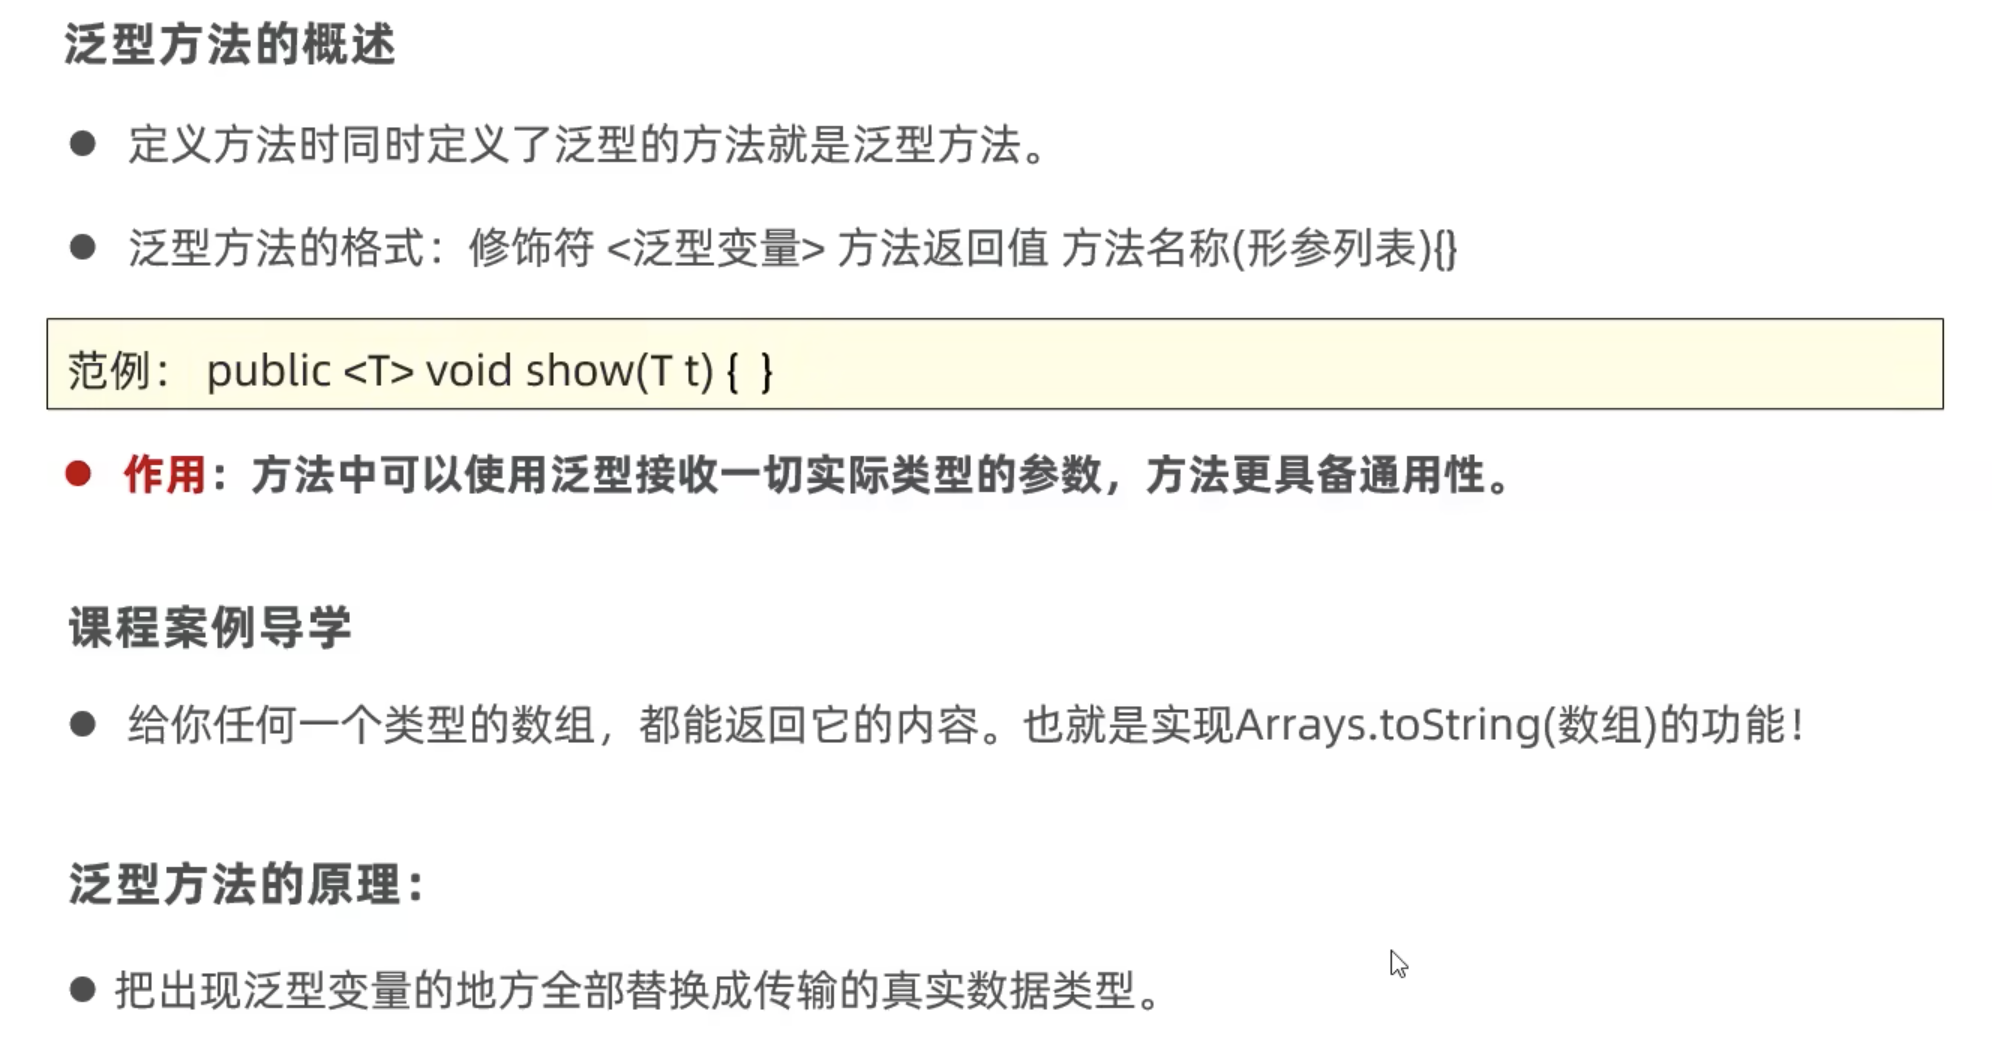 泛型方法的概述
定义方法时同时定义了泛型的方法就是泛型方法。
泛型方法的格式：修饰符 <泛型变量> 方法返回值 方法名称(形参列表){}
范例： public <T> void show(T t) { }
作用：方法中可以使用泛型接收一切实际类型的参数，方法更具备通用性。
课程案例导学
给你任何一个类型的数组，都能返回它的内容。也就是实现Arrays.toString(数组)的功能！
泛型方法的原理：
把出现泛型变量的地方全部替换成传输的真实数据类型。